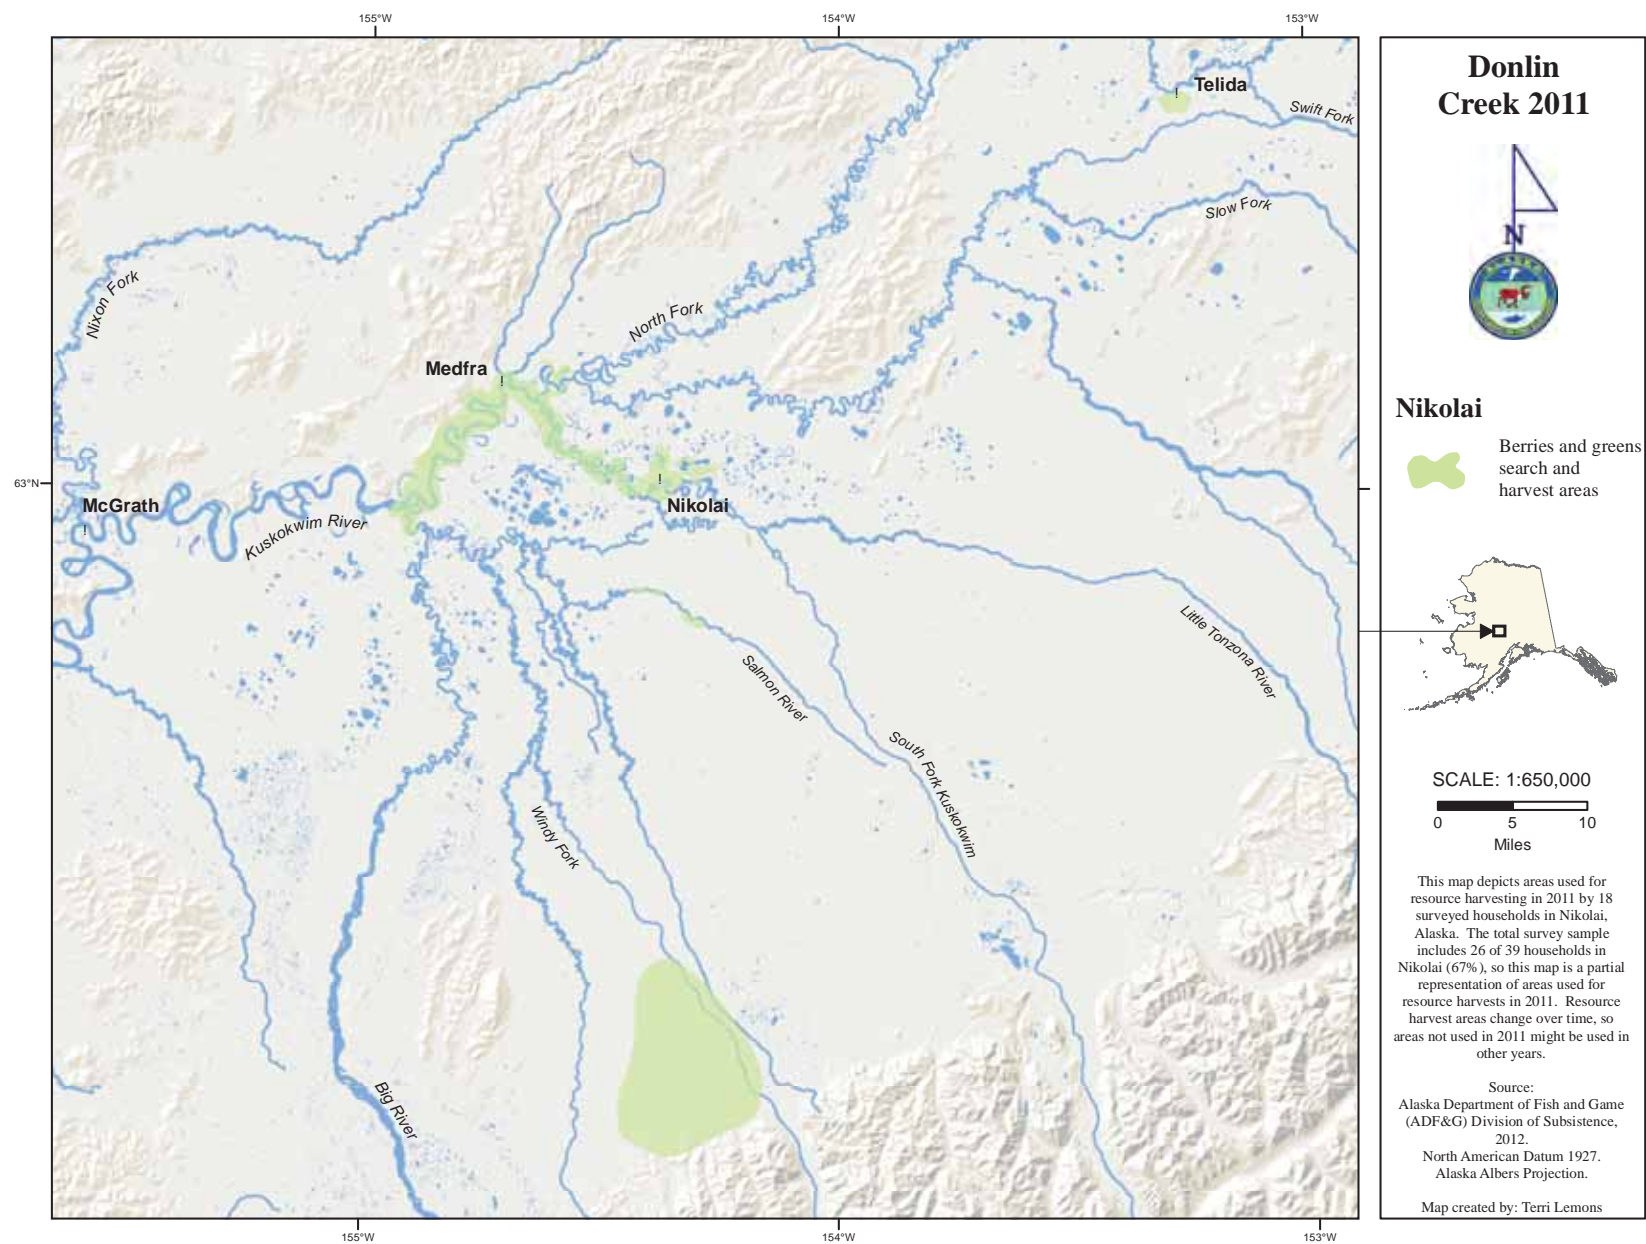 155°W
154°W
153°W
Telida
Swift Fork
Slow Fork
Nixon Fork
North Fork
Medfra
63°N
McGrath
Kuskokwim River
Nikolai
Little Tonzona River
Salmon River
South Fork Kuskokwim
Windy Fork
Big River
155°W
154°W
153°W
Donlin
Creek 2011
N
Nikolai
Berries and greens
search and
harvest areas
SCALE: 1:650,000
0 5 10
Miles
This map depicts areas used for
resource harvesting in 2011 by 18
surveyed households in Nikolai,
Alaska. The total survey sample
includes 26 of 39 households in
Nikolai (67%), so this map is a partial
representation of areas used for
resource harvests in 2011. Resource
harvest areas change over time, so
areas not used in 2011 might be used in
other years.
Source:
Alaska Department of Fish and Game
(ADF&G) Division of Subsistence,
2012.
North American Datum 1927.
Alaska Albers Projection.
Map created by: Terri Lemons